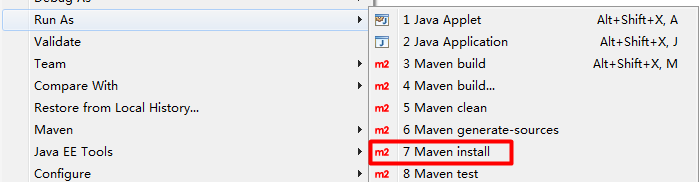 Debug As
Run As
Validate
Team
Compare With
Restore from Local History...
Maven
Java EE Tools
Configure
1 Java Applet Alt+Shift+X, A
2 Java Application Alt+Shift+X, J
m2 3 Maven build Alt+Shift+X, M
m2 4 Maven build...
m2 5 Maven clean
m2 6 Maven generate-sources
m2 7 Maven install
m2 8 Maven test